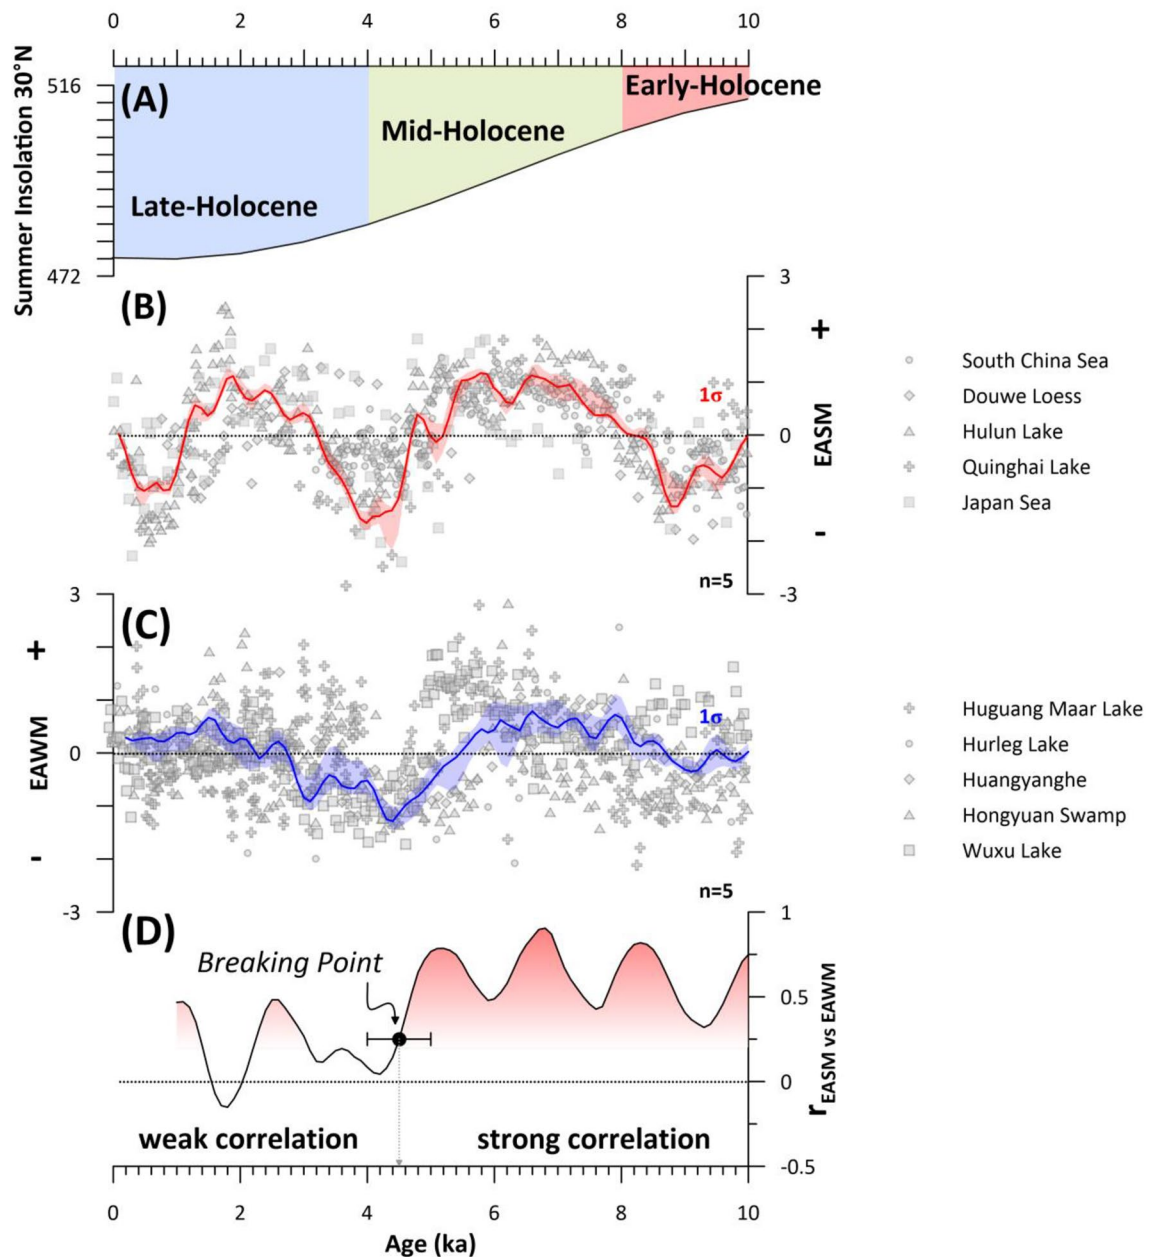 0 2 4 6 8 10
Summer Insolation 30°N
516
472
(A)
Early-Holocene
Mid-Holocene
Late-Holocene
(B)
3
+
1σ
0
EASM
-
n=5
-3
South China Sea
Douwe Loess
Hulun Lake
Quinghai Lake
Japan Sea
3
(C)
+
1σ
EAWM
0
-
n=5
-3
Huguang Maar Lake
Hurleg Lake
Huangyanghe
Hongyuan Swamp
Wuxu Lake
(D)
1
Breaking Point
0.5
rEASM vs EAWM
0
weak correlation strong correlation
-0.5
0 2 4 6 8 10
Age (ka)